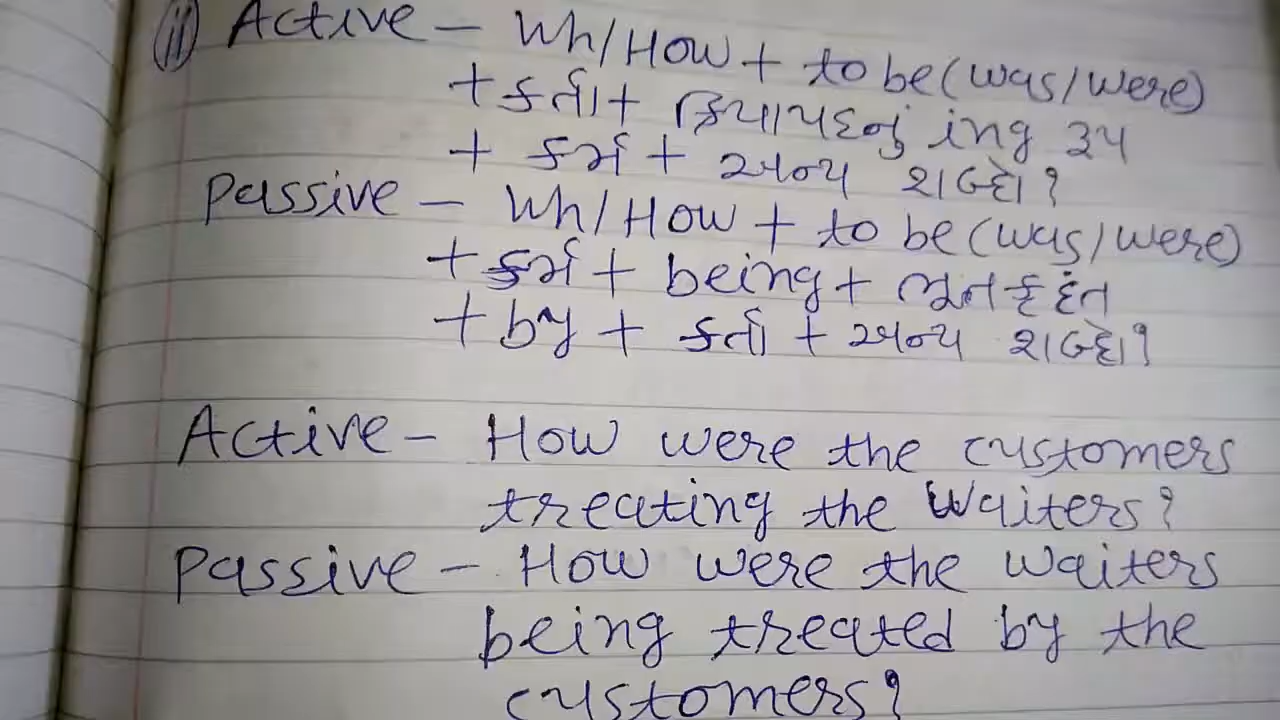 (ii) Active – Wh/How + to be (was/were)
+ કર્તા + ક્રિયાપદનું ing રૂપ
+ કર્મ + અન્ય શબ્દો?
Passive – Wh/How + to be (was/were)
+ કર્મ + being + ભૂતકૃદંત
+ by + કર્તા + અન્ય શબ્દો?
Active – How were the customers
treating the waiters?
Passive – How were the waiters
being treated by the
customers?